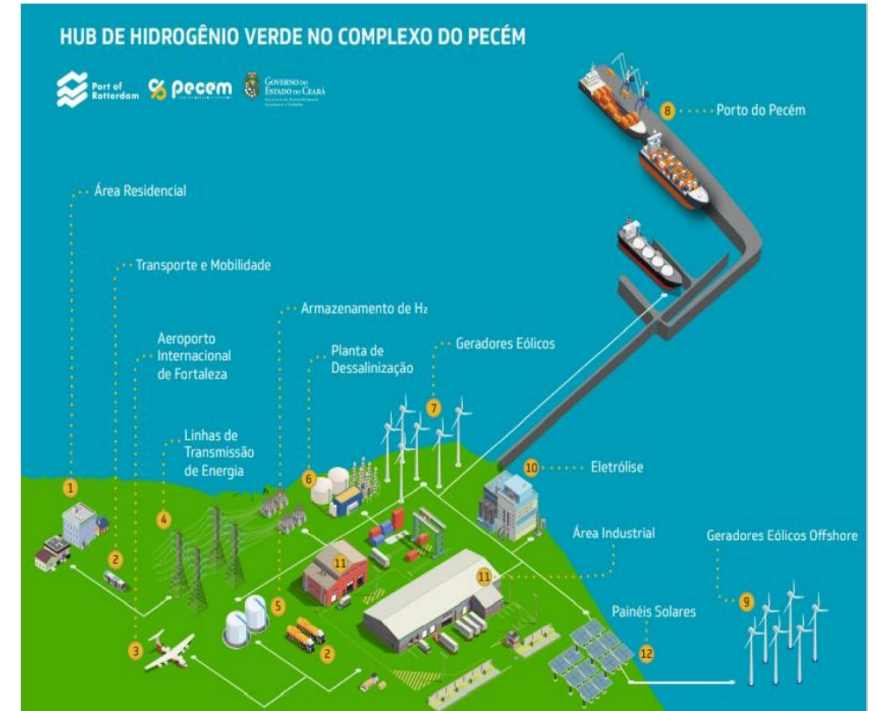 HUB DE HIDROGÊNIO VERDE NO COMPLEXO DO PECÉM
Port of
Rotterdam
pecem
GOVERNO DO
ESTADO DO CEARÁ
8
Porto do Pecém
Área Residencial
Transporte e Mobilidade
Armazenamento de H₂
Aeroporto
Internacional
de Fortaleza
Planta de
Dessalinização
Geradores Eólicos
7
Linhas de
Transmissão
de Energia
6
10
Eletrólise
1
4
Área Industrial
Geradores Eólicos Offshore
2
11
11
9
5
Painéis Solares
3
2
12